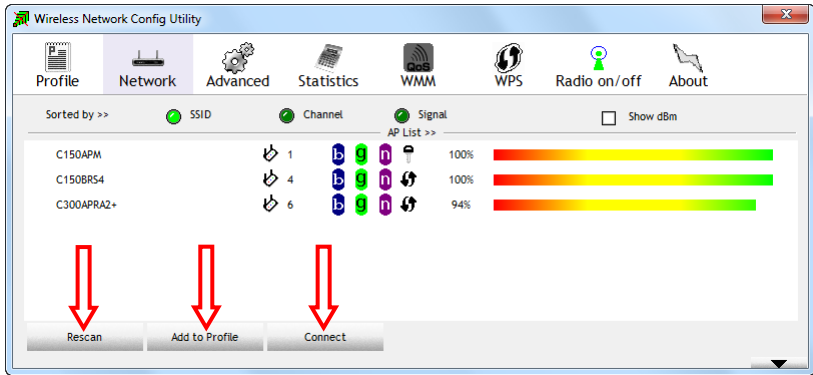 Wireless Network Config Utility
Profile Network Advanced Statistics QoS WMM WPS Radio on/off About
Sorted by >> SSID Channel Signal Show dBm
AP List >>
C150APM 1 b g n 100%
C150BRS4 4 b g n 100%
C300APRA2+ 6 b g n 94%
Rescan Add to Profile Connect